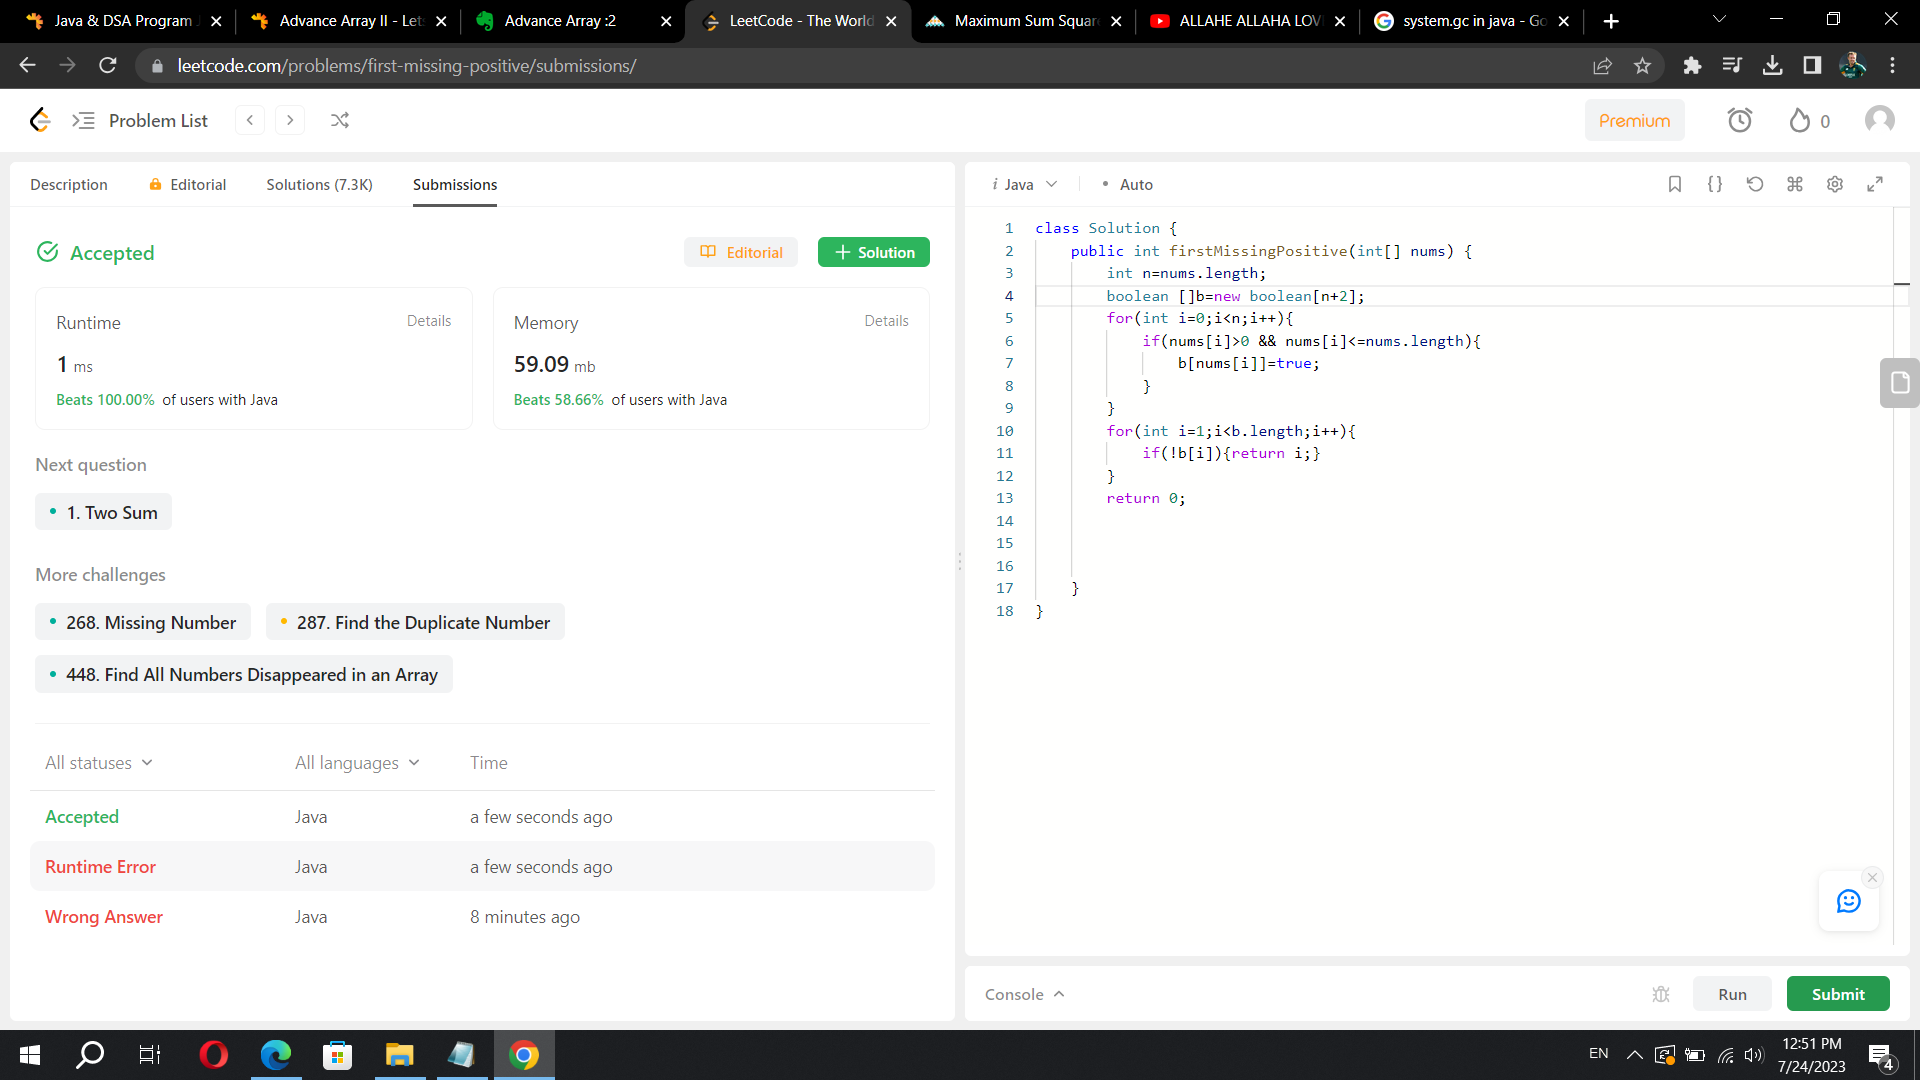 Java & DSA Program
Advance Array II - Let
Advance Array :2
LeetCode - The World
Maximum Sum Squar
ALLAHE ALLAHA LOV
system.gc in java - Go
leetcode.com/problems/first-missing-positive/submissions/
Problem List
Premium
0
Description
Editorial
Solutions (7.3K)
Submissions
Accepted
Editorial
Solution
Runtime
Details
1 ms
Beats 100.00% of users with Java
Memory
Details
59.09 mb
Beats 58.66% of users with Java
Next question
1. Two Sum
More challenges
268. Missing Number
287. Find the Duplicate Number
448. Find All Numbers Disappeared in an Array
All statuses
All languages
Time
Accepted
Java
a few seconds ago
Runtime Error
Java
a few seconds ago
Wrong Answer
Java
8 minutes ago
i Java
• Auto
1 class Solution {
2 public int firstMissingPositive(int[] nums) {
3 int n=nums.length;
4 boolean []b=new boolean[n+2];
5 for(int i=0;i<n;i++){
6 if(nums[i]>0 && nums[i]<=nums.length){
7 b[nums[i]]=true;
8 }
9 }
10 for(int i=1;i<b.length;i++){
11 if(!b[i]){return i;}
12 }
13 return 0;
14
15
16
17 }
18 }
Console
Run
Submit
EN
12:51 PM
7/24/2023
4